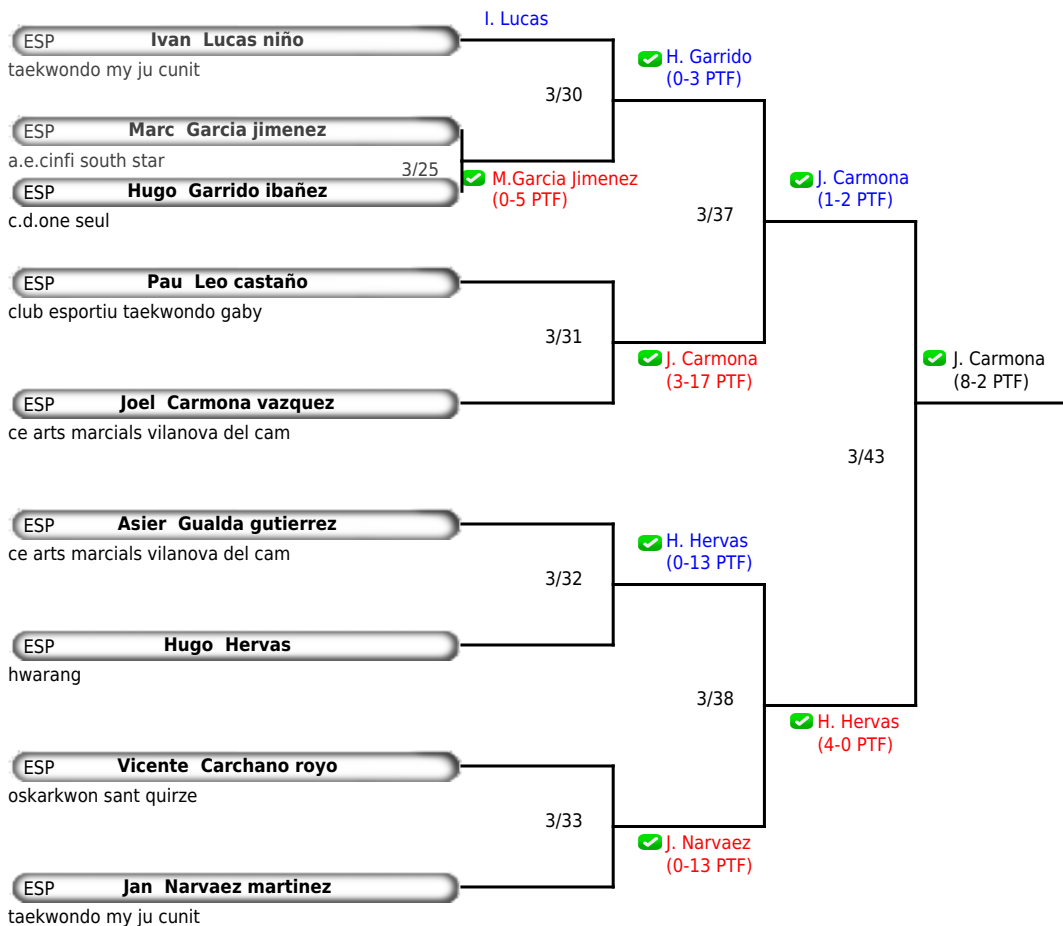 I. Lucas
ESP Ivan Lucas niño
taekwondo my ju cunit
H. Garrido
(0-3 PTF)
3/30
ESP Marc Garcia jimenez
a.e.cinfi south star
3/25
M.Garcia Jimenez
(0-5 PTF)
ESP Hugo Garrido ibañez
c.d.one seul
J. Carmona
(1-2 PTF)
3/37
ESP Pau Leo castaño
club esportiu taekwondo gaby
3/31
J. Carmona
(3-17 PTF)
J. Carmona
(8-2 PTF)
ESP Joel Carmona vazquez
ce arts marcials vilanova del cam
3/43
ESP Asier Gualda gutierrez
ce arts marcials vilanova del cam
H. Hervas
(0-13 PTF)
3/32
ESP Hugo Hervas
hwarang
3/38
H. Hervas
(4-0 PTF)
ESP Vicente Carchano royo
oskarkwon sant quirze
3/33
J. Narvaez
(0-13 PTF)
ESP Jan Narvaez martinez
taekwondo my ju cunit